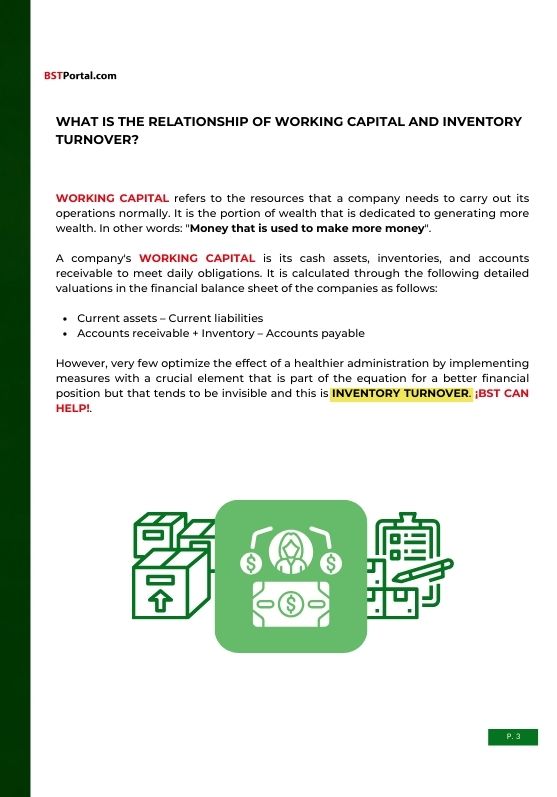 BSTPortal.com
WHAT IS THE RELATIONSHIP OF WORKING CAPITAL AND INVENTORY
TURNOVER?
WORKING CAPITAL refers to the resources that a company needs to carry out its
operations normally. It is the portion of wealth that is dedicated to generating more
wealth. In other words: "Money that is used to make more money".
A company's WORKING CAPITAL is its cash assets, inventories, and accounts
receivable to meet daily obligations. It is calculated through the following detailed
valuations in the financial balance sheet of the companies as follows:
• Current assets – Current liabilities
• Accounts receivable + Inventory – Accounts payable
However, very few optimize the effect of a healthier administration by implementing
measures with a crucial element that is part of the equation for a better financial
position but that tends to be invisible and this is INVENTORY TURNOVER. ¡BST CAN
HELP!.
$ $
$
P. 3